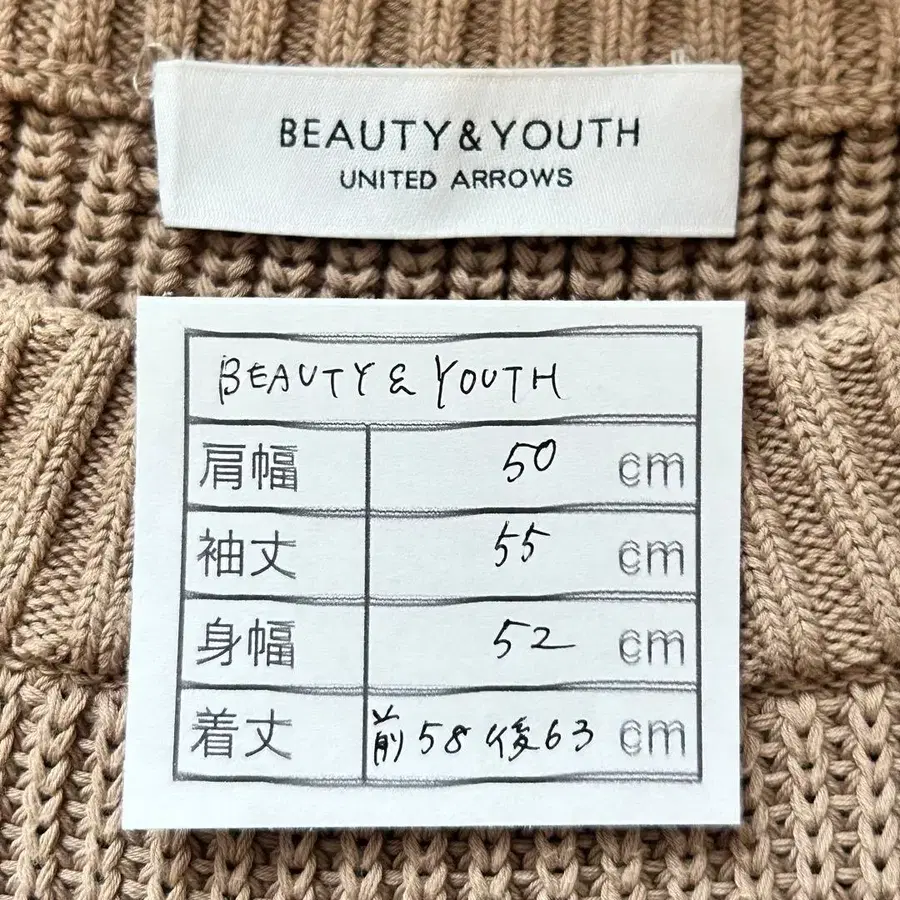 BEAUTY&YOUTH
UNITED ARROWS
BEAUTY & YOUTH
肩幅 50 cm
袖丈 55 cm
身幅 52 cm
着丈 前58後63 cm